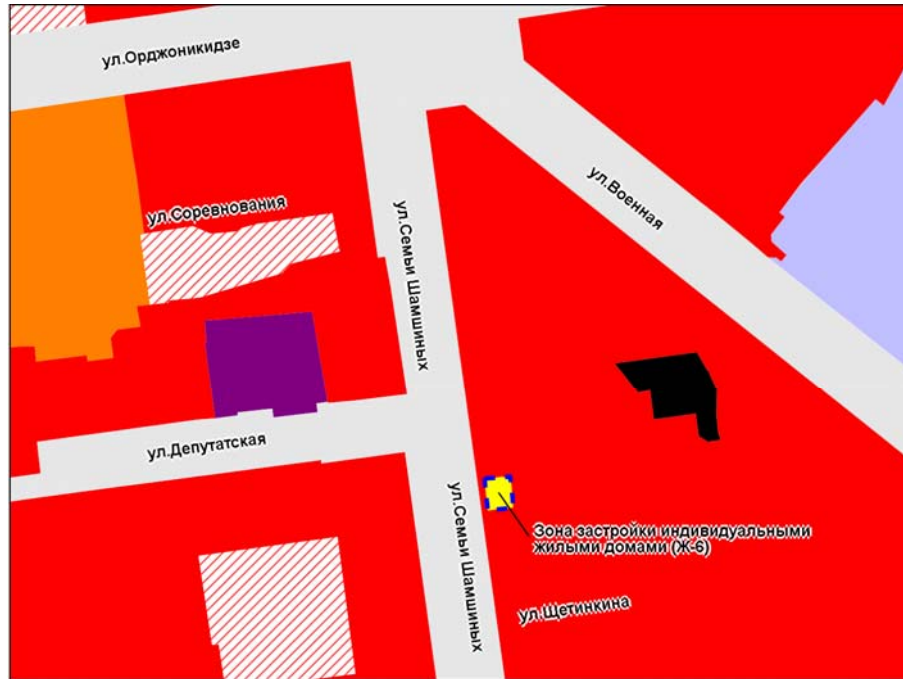 ул.Орджоникидзе
ул.Соревнования
ул.Семьи Шамшиных
ул.Военная
ул.Депутатская
ул.Семьи Шамшиных
Зона застройки индивидуальными
жилыми домами (Ж-6)
ул.Щетинкина